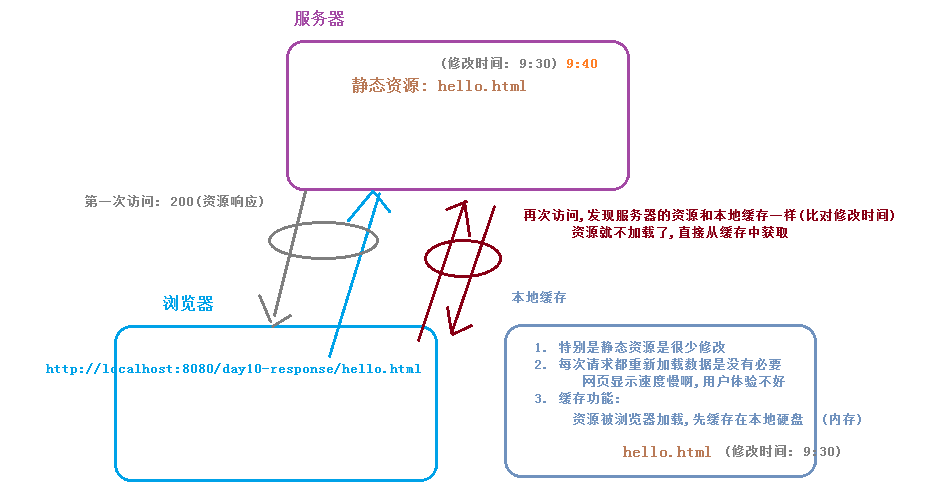 服务器
(修改时间: 9:30) 9:40
静态资源: hello.html
第一次访问: 200(资源响应)
再次访问,发现服务器的资源和本地缓存一样(比对修改时间)
资源就不加载了,直接从缓存中获取
浏览器
http://localhost:8080/day10-response/hello.html
本地缓存
1. 特别是静态资源是很少修改
2. 每次请求都重新加载数据是没有必要
网页显示速度慢啊,用户体验不好
3. 缓存功能:
资源被浏览器加载,先缓存在本地硬盘 (内存)
hello.html (修改时间: 9:30)